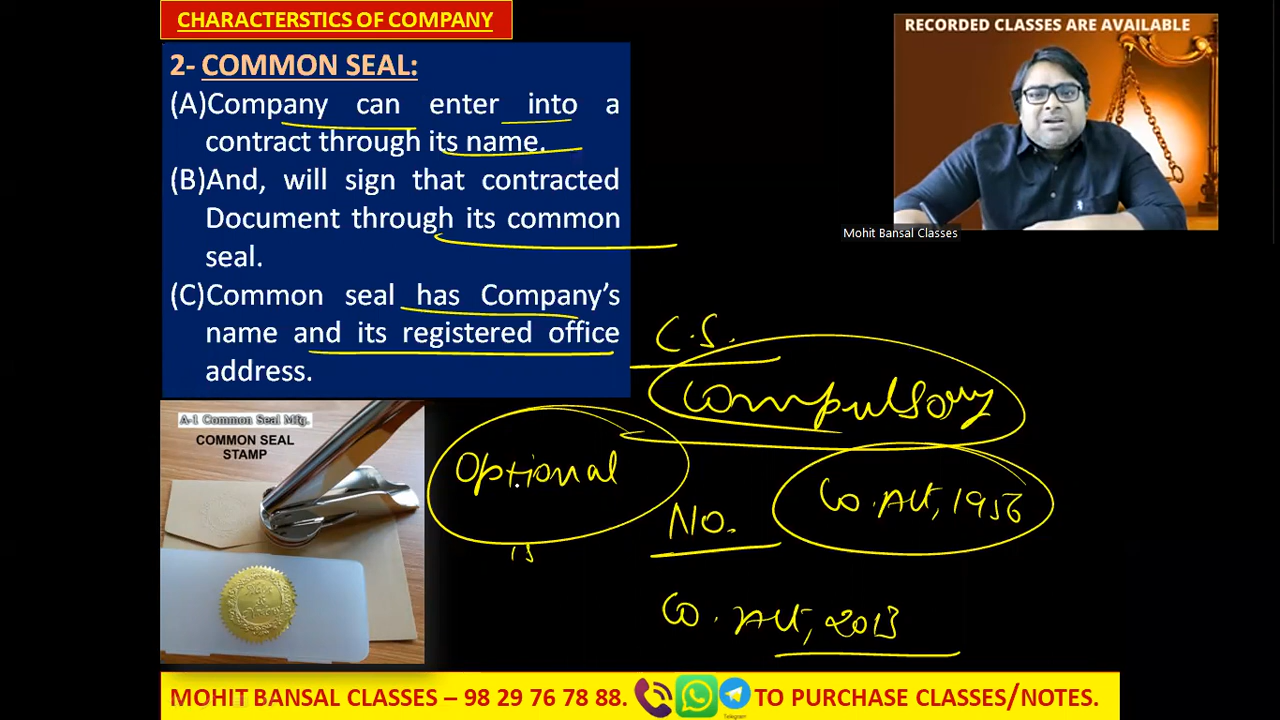 CHARACTERSTICS OF COMPANY
RECORDED CLASSES ARE AVAILABLE
2- COMMON SEAL:
(A)Company can enter into a
contract through its name.
(B)And, will sign that contracted
Document through its common
seal.
(C)Common seal has Company's
name and its registered office
address.
Mohit Bansal Classes
C.S.
Compulsory
A-1 Common Seal Mfg.
COMMON SEAL
STAMP
Optional
Co. Act, 1956
No.
Co. Act, 2013
MOHIT BANSAL CLASSES – 98 29 76 78 88. TO PURCHASE CLASSES/NOTES.
Telegram